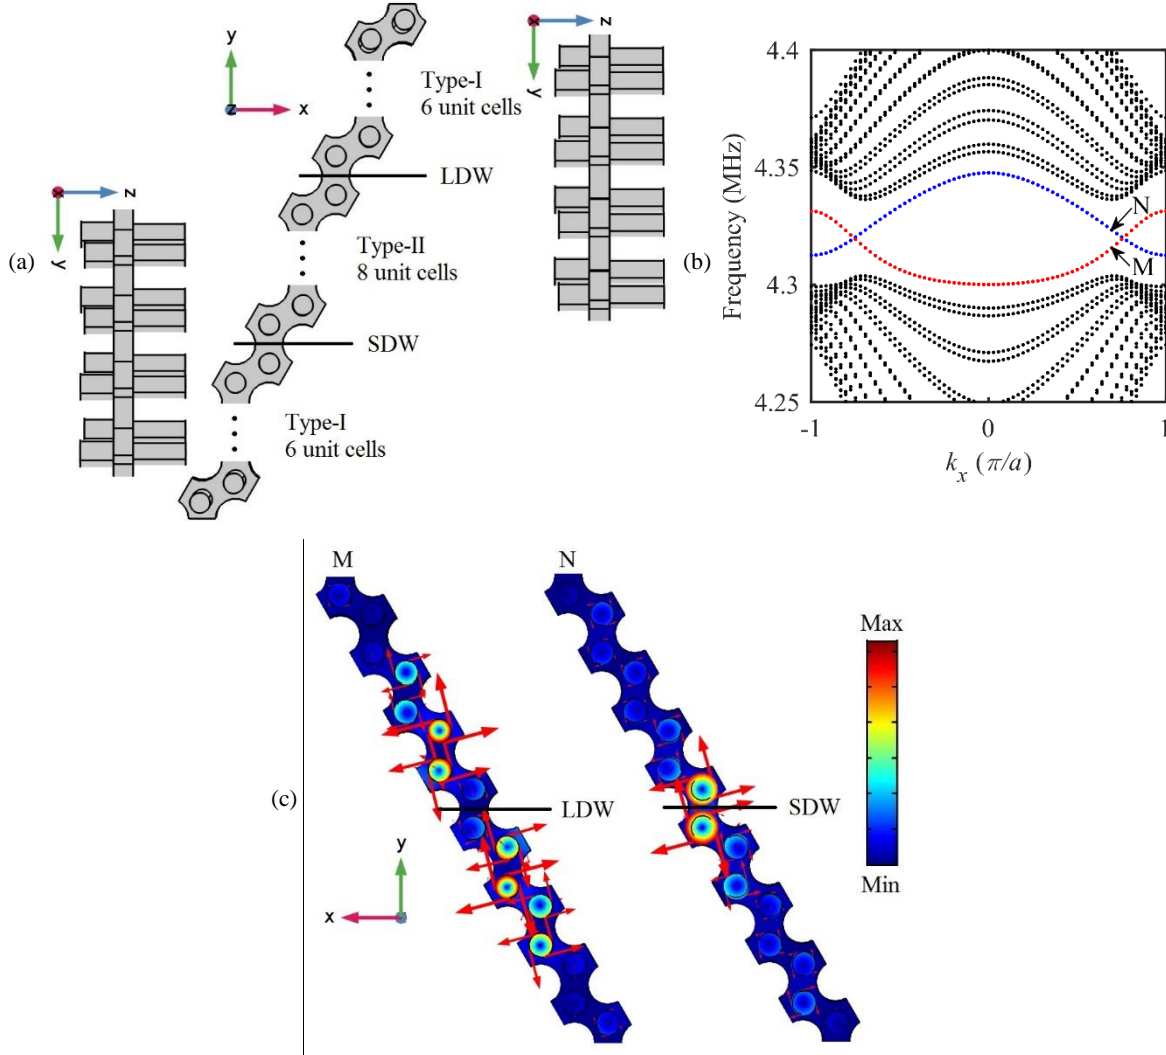 (a)
y
z
x
Type-I
6 unit cells
LDW
Type-II
8 unit cells
SDW
Type-I
6 unit cells
x
z
y
x
z
y
(b)
Frequency (MHz)
4.4
4.35
4.3
4.25
-1
0
1
k_x (π/a)
N
M
(c)
M
LDW
y
x
N
SDW
Max
Min